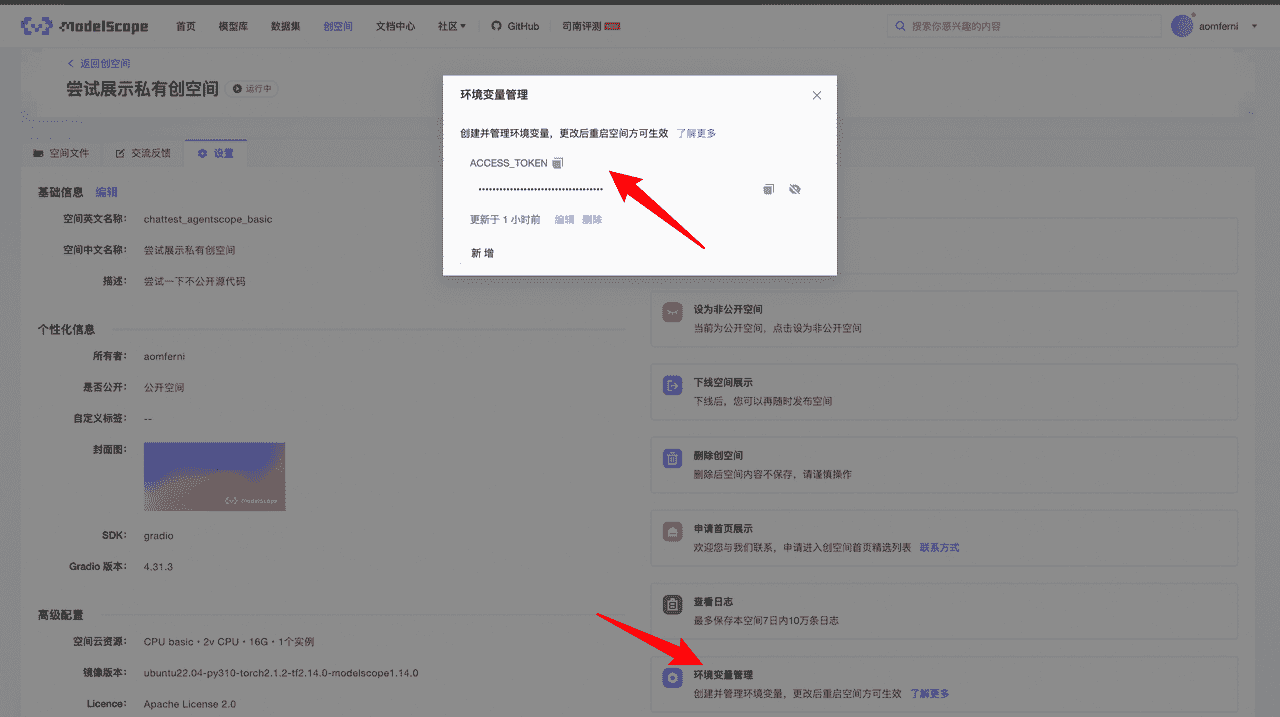 ModelScope 首页 模型库 数据集 创空间 文档中心 社区 GitHub 司南评测 搜索你感兴趣的内容 aomferni
返回创空间
尝试展示私有创空间 运行中
空间文件 交流反馈 设置
环境变量管理
创建并管理环境变量，更改后重启空间方可生效 了解更多
ACCESS_TOKEN
••••••••••••••••••••••••••••••••••••
更新于 1 小时前 编辑 删除
新 增
基础信息 编辑
空间英文名称： chattest_agentscope_basic
空间中文名称： 尝试展示私有创空间
描述： 尝试一下不公开源代码
个性化信息
所有者： aomferni
是否公开： 公开空间
自定义标签： --
封面图：
ModelScope
SDK： gradio
Gradio 版本： 4.31.3
高级配置
空间云资源： CPU basic・2v CPU・16G・1个实例
镜像版本： ubuntu22.04-py310-torch2.1.2-tf2.14.0-modelscope1.14.0
Licence： Apache License 2.0
设为非公开空间
当前为公开空间，点击设为非公开空间
下线空间展示
下线后，您可以再随时发布空间
删除创空间
删除后空间内容不保存，请谨慎操作
申请首页展示
欢迎您与我们联系，申请进入创空间首页精选列表 联系方式
查看日志
最多保存本空间7日内10万条日志
环境变量管理
创建并管理环境变量，更改后重启空间方可生效 了解更多